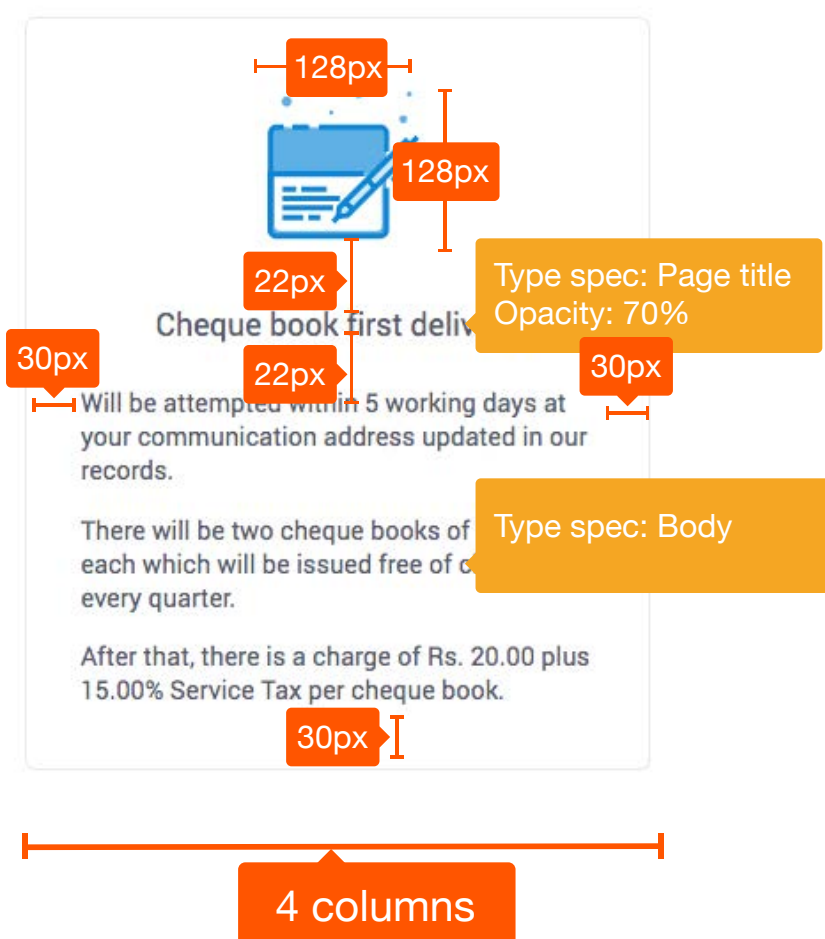 128px
128px
22px
Type spec: Page title
Opacity: 70%
Cheque book first
30px
22px
30px
Will be attempted within 5 working days at
your communication address updated in our
records.
There will be two cheque books of
Type spec: Body
each which will be issued free of
every quarter.
After that, there is a charge of Rs. 20.00 plus
15.00% Service Tax per cheque book.
30px
4 columns